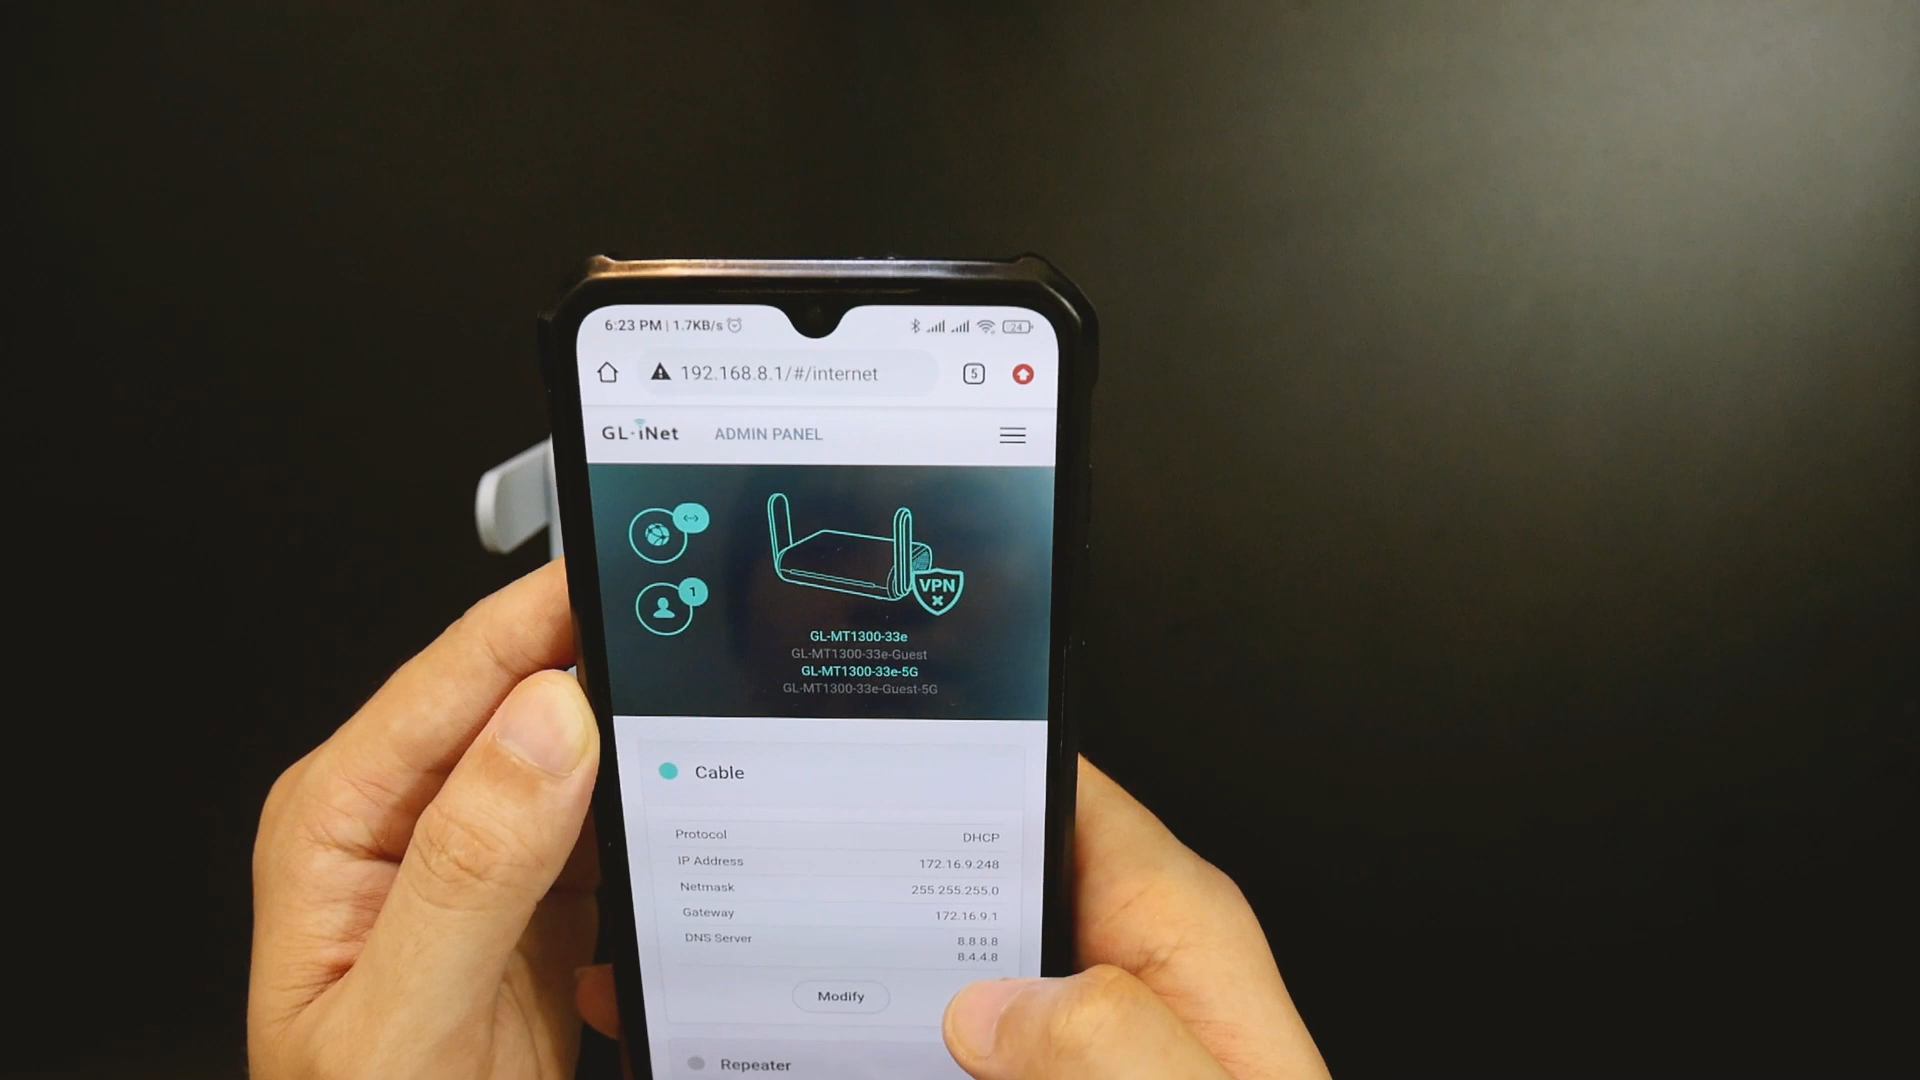 6:23 PM | 1.7KB/s 24
192.168.8.1/#/internet 5
GL·iNet ADMIN PANEL
1
VPN
GL-MT1300-33e
GL-MT1300-33e-Guest
GL-MT1300-33e-5G
GL-MT1300-33e-Guest-5G
Cable
Protocol DHCP
IP Address 172.16.9.248
Netmask 255.255.255.0
Gateway 172.16.9.1
DNS Server 8.8.8.8
8.4.4.8
Modify
Repeater